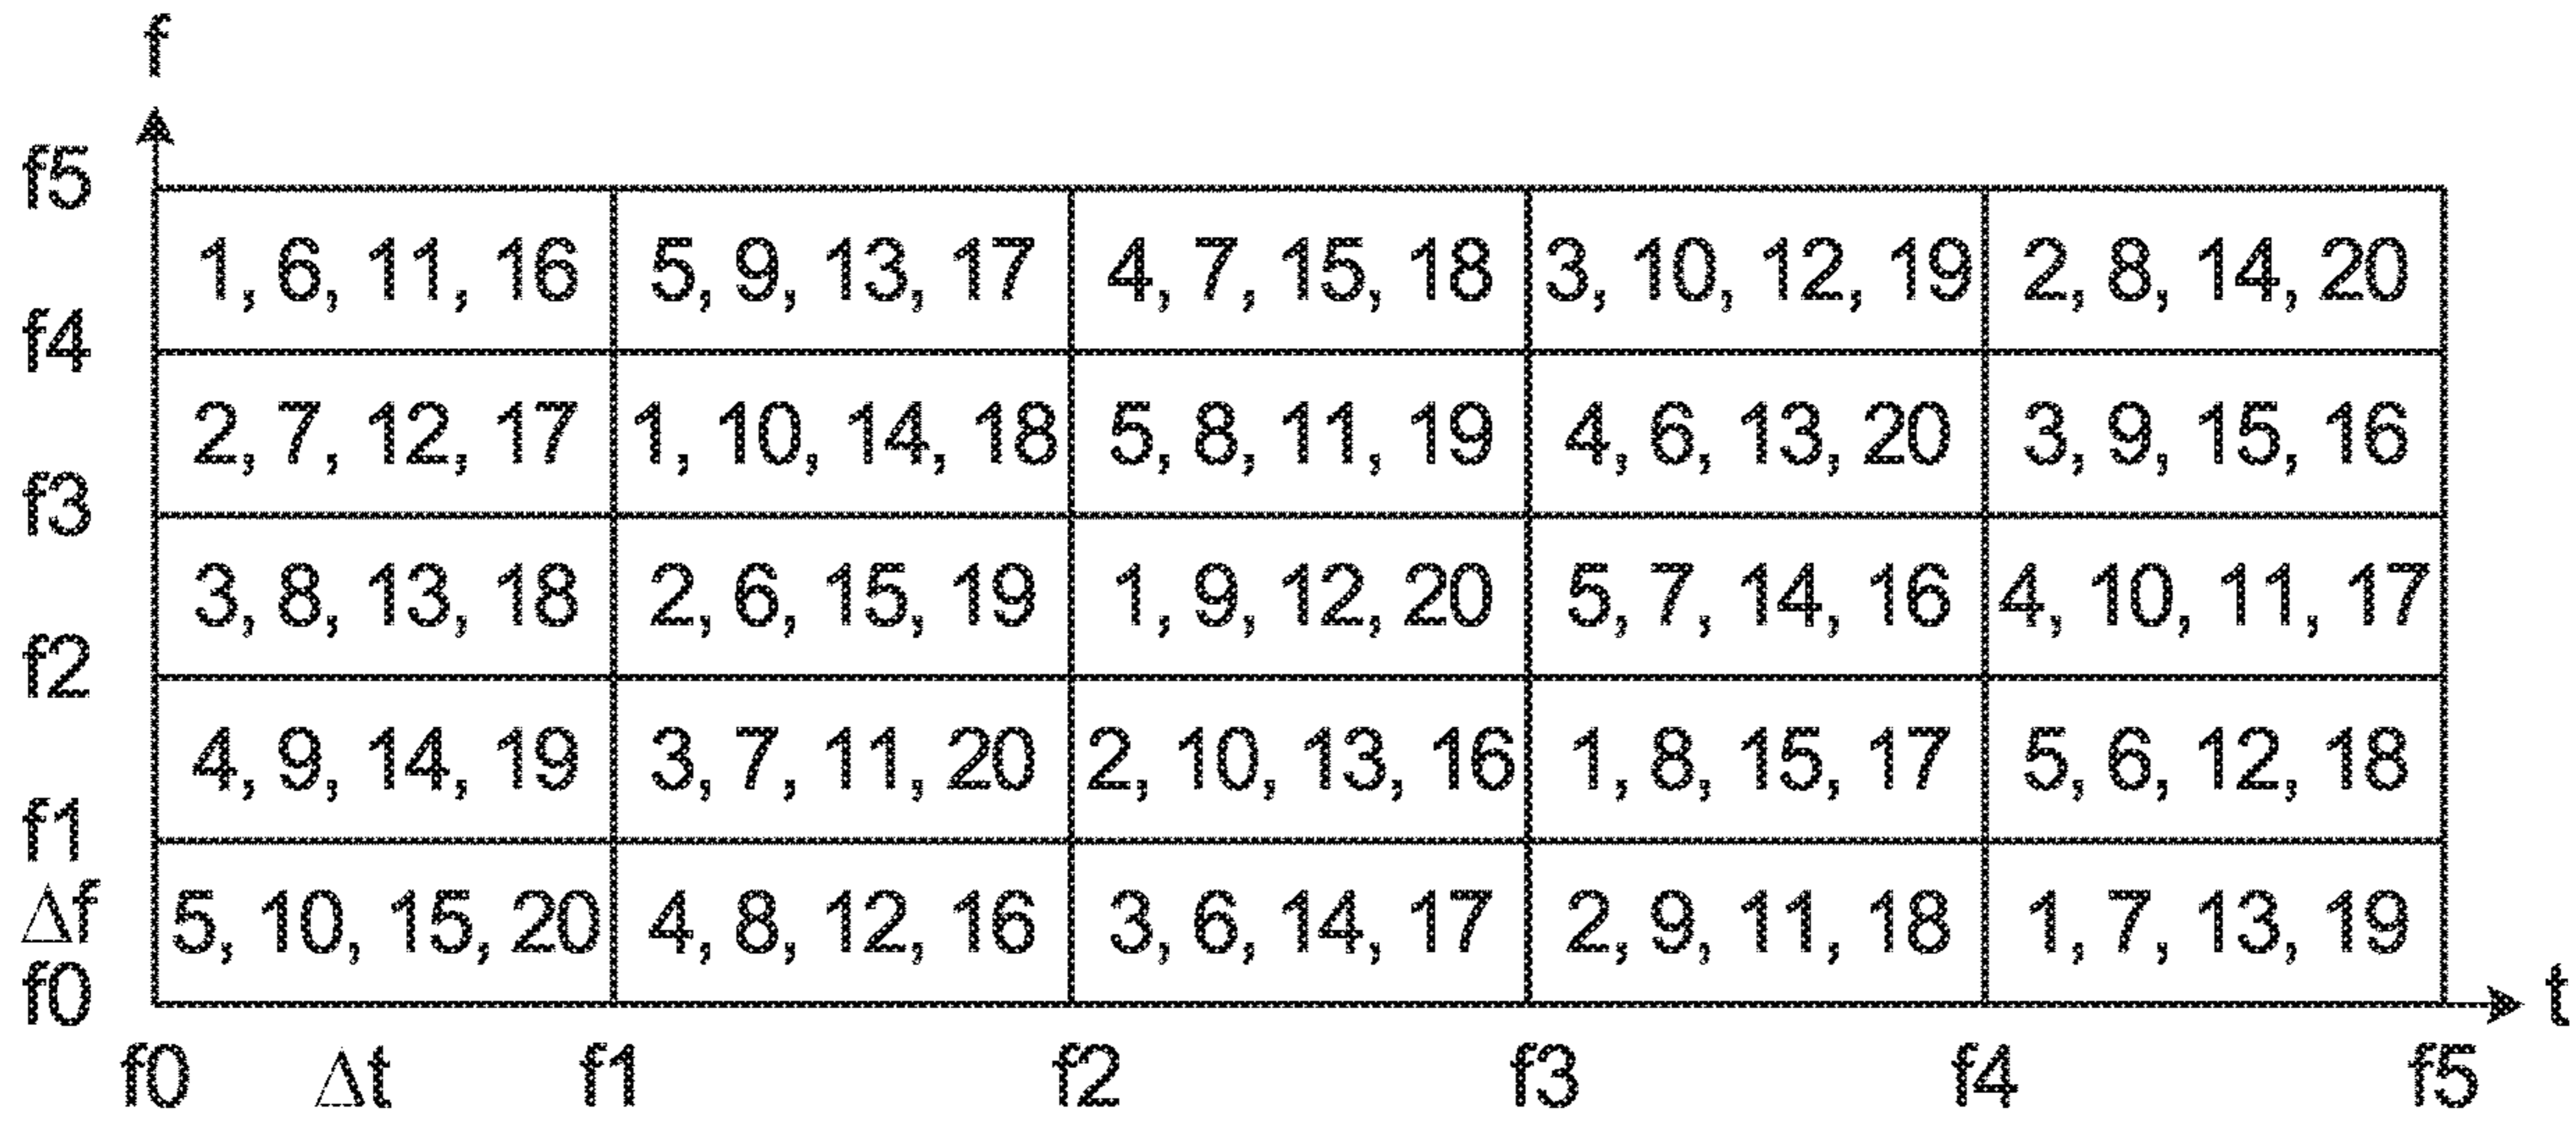 f
f5
1, 6, 11, 16 5, 9, 13, 17 4, 7, 15, 18 3, 10, 12, 19 2, 8, 14, 20
f4
2, 7, 12, 17 1, 10, 14, 18 5, 8, 11, 19 4, 6, 13, 20 3, 9, 15, 16
f3
3, 8, 13, 18 2, 6, 15, 19 1, 9, 12, 20 5, 7, 14, 16 4, 10, 11, 17
f2
4, 9, 14, 19 3, 7, 11, 20 2, 10, 13, 16 1, 8, 15, 17 5, 6, 12, 18
f1
Δf 5, 10, 15, 20 4, 8, 12, 16 3, 6, 14, 17 2, 9, 11, 18 1, 7, 13, 19
f0 t
f0 Δt f1 f2 f3 f4 f5